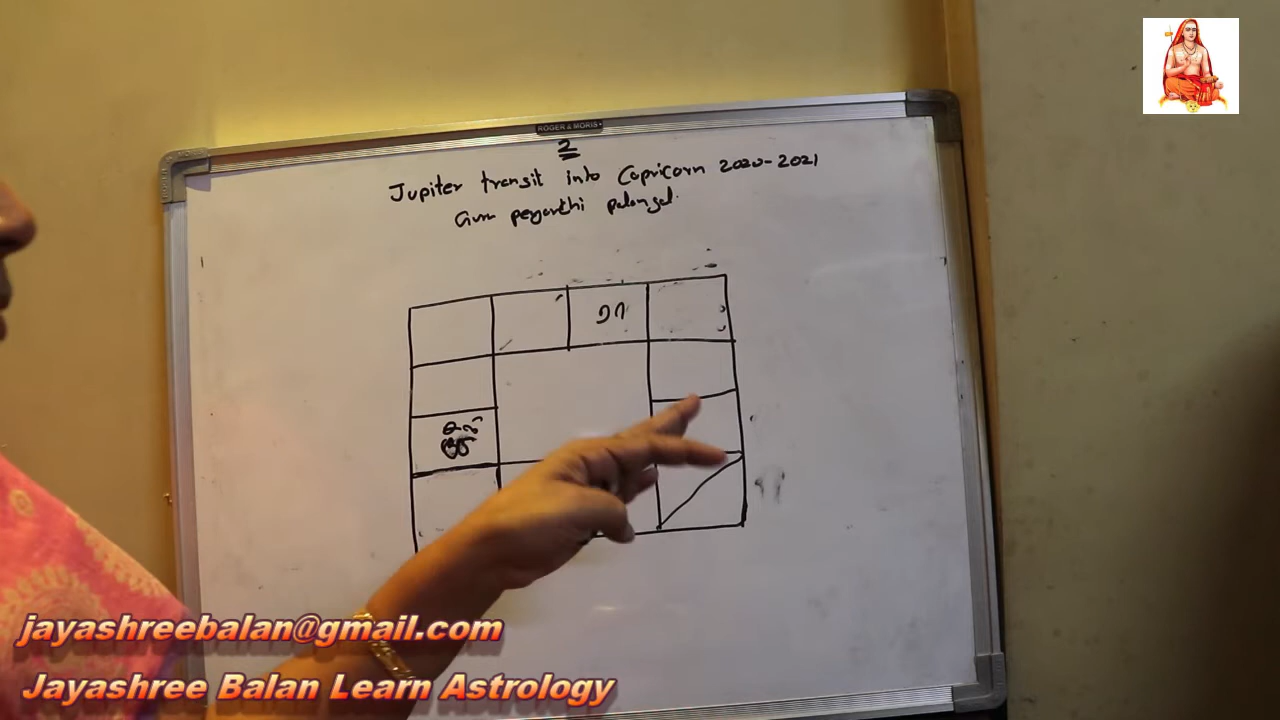 ROGER & MORIS
2
Jupiter transit into Capricorn 2020-2021
Guru peyarchi palangal.
ரா
jayashreebalan@gmail.com
Jayashree Balan Learn Astrology